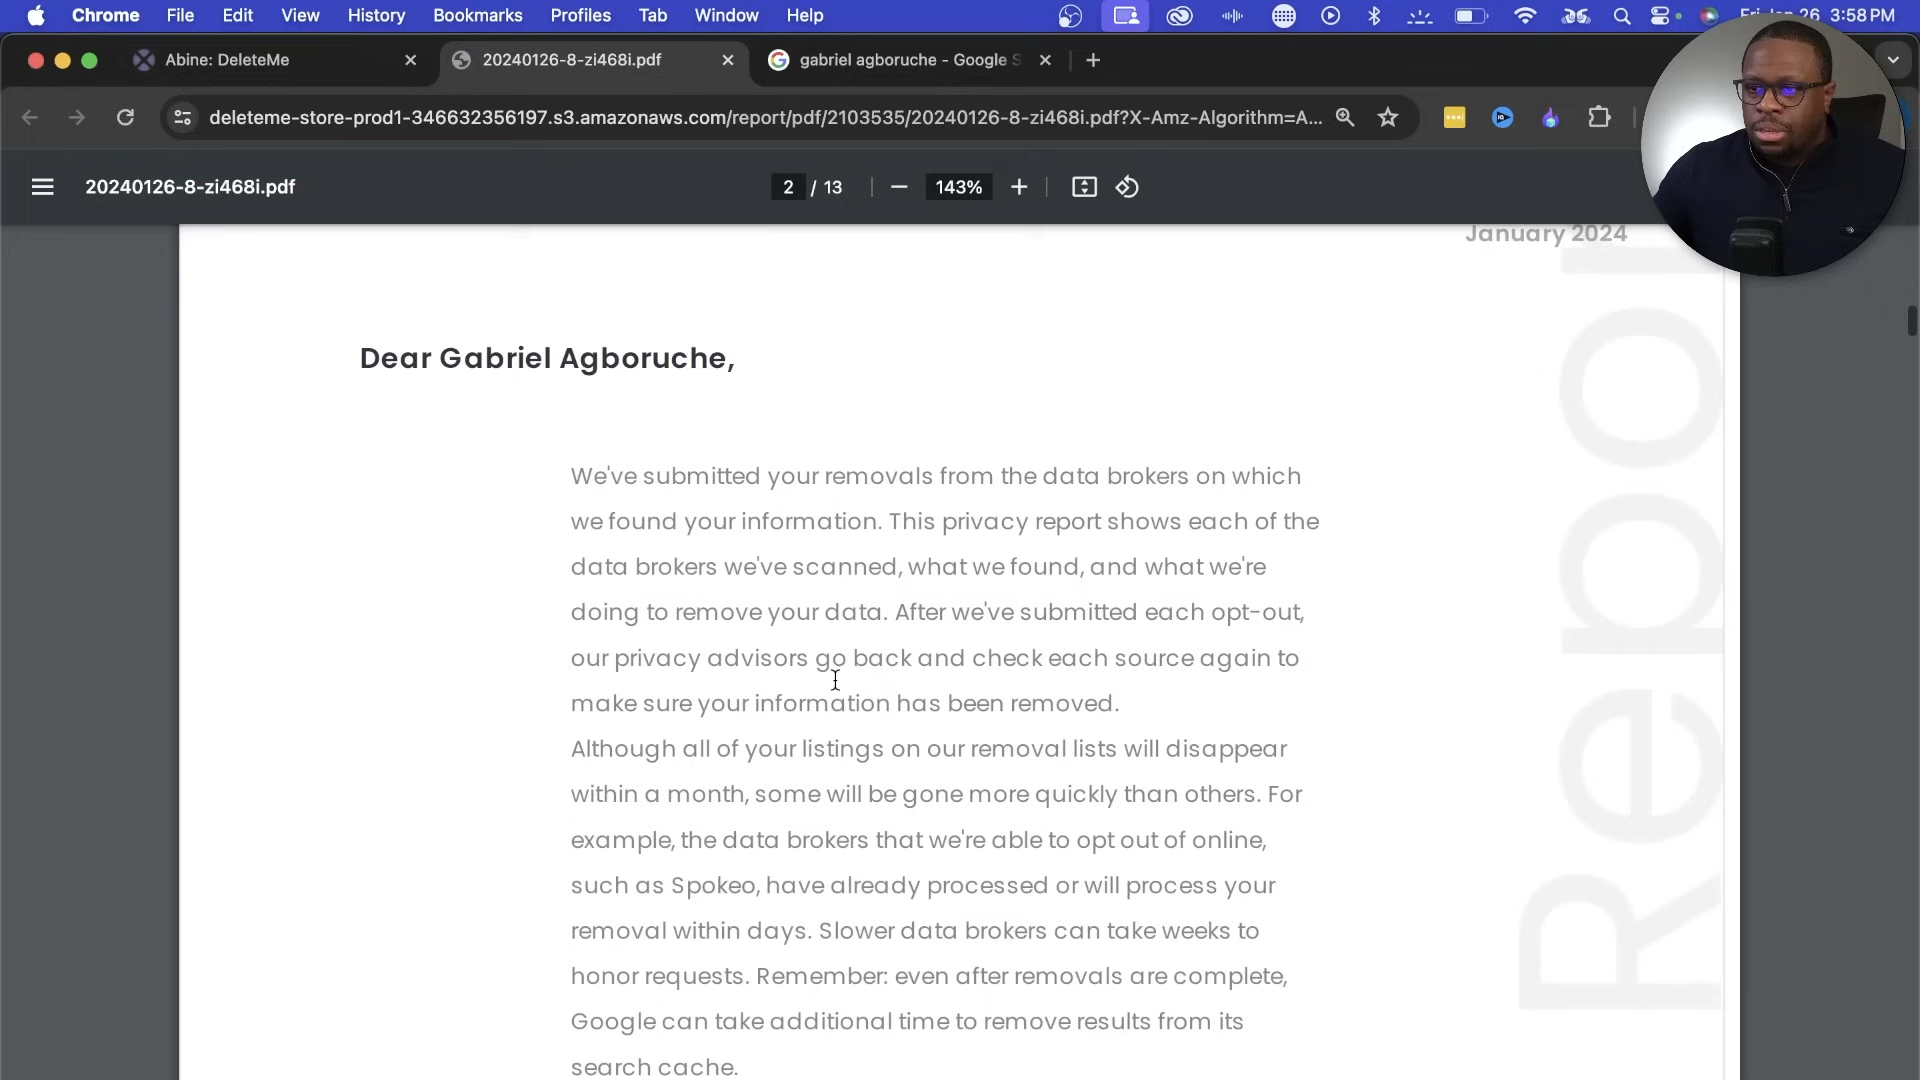 Chrome File Edit View History Bookmarks Profiles Tab Window Help Fri Jan 26 3:58 PM
Abine: DeleteMe 20240126-8-zi468i.pdf gabriel agboruche - Google S
deleteme-store-prod1-346632356197.s3.amazonaws.com/report/pdf/2103535/20240126-8-zi468i.pdf?X-Amz-Algorithm=A...
20240126-8-zi468i.pdf 2 / 13 143%
January 2024
Dear Gabriel Agboruche,
We've submitted your removals from the data brokers on which
we found your information. This privacy report shows each of the
data brokers we've scanned, what we found, and what we're
doing to remove your data. After we've submitted each opt-out,
our privacy advisors go back and check each source again to
make sure your information has been removed.
Although all of your listings on our removal lists will disappear
within a month, some will be gone more quickly than others. For
example, the data brokers that we're able to opt out of online,
such as Spokeo, have already processed or will process your
removal within days. Slower data brokers can take weeks to
honor requests. Remember: even after removals are complete,
Google can take additional time to remove results from its
search cache.
Repor